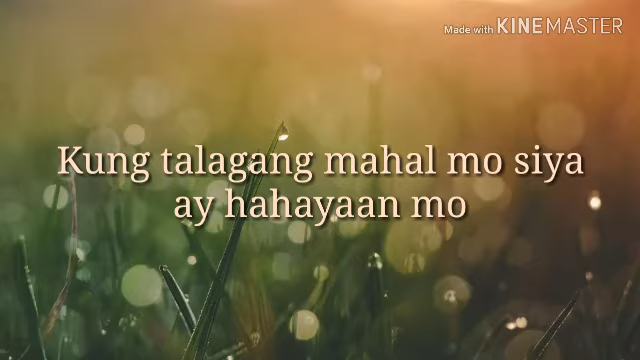 Made with KINEMASTER
Kung talagang mahal mo siya
ay hahayaan mo